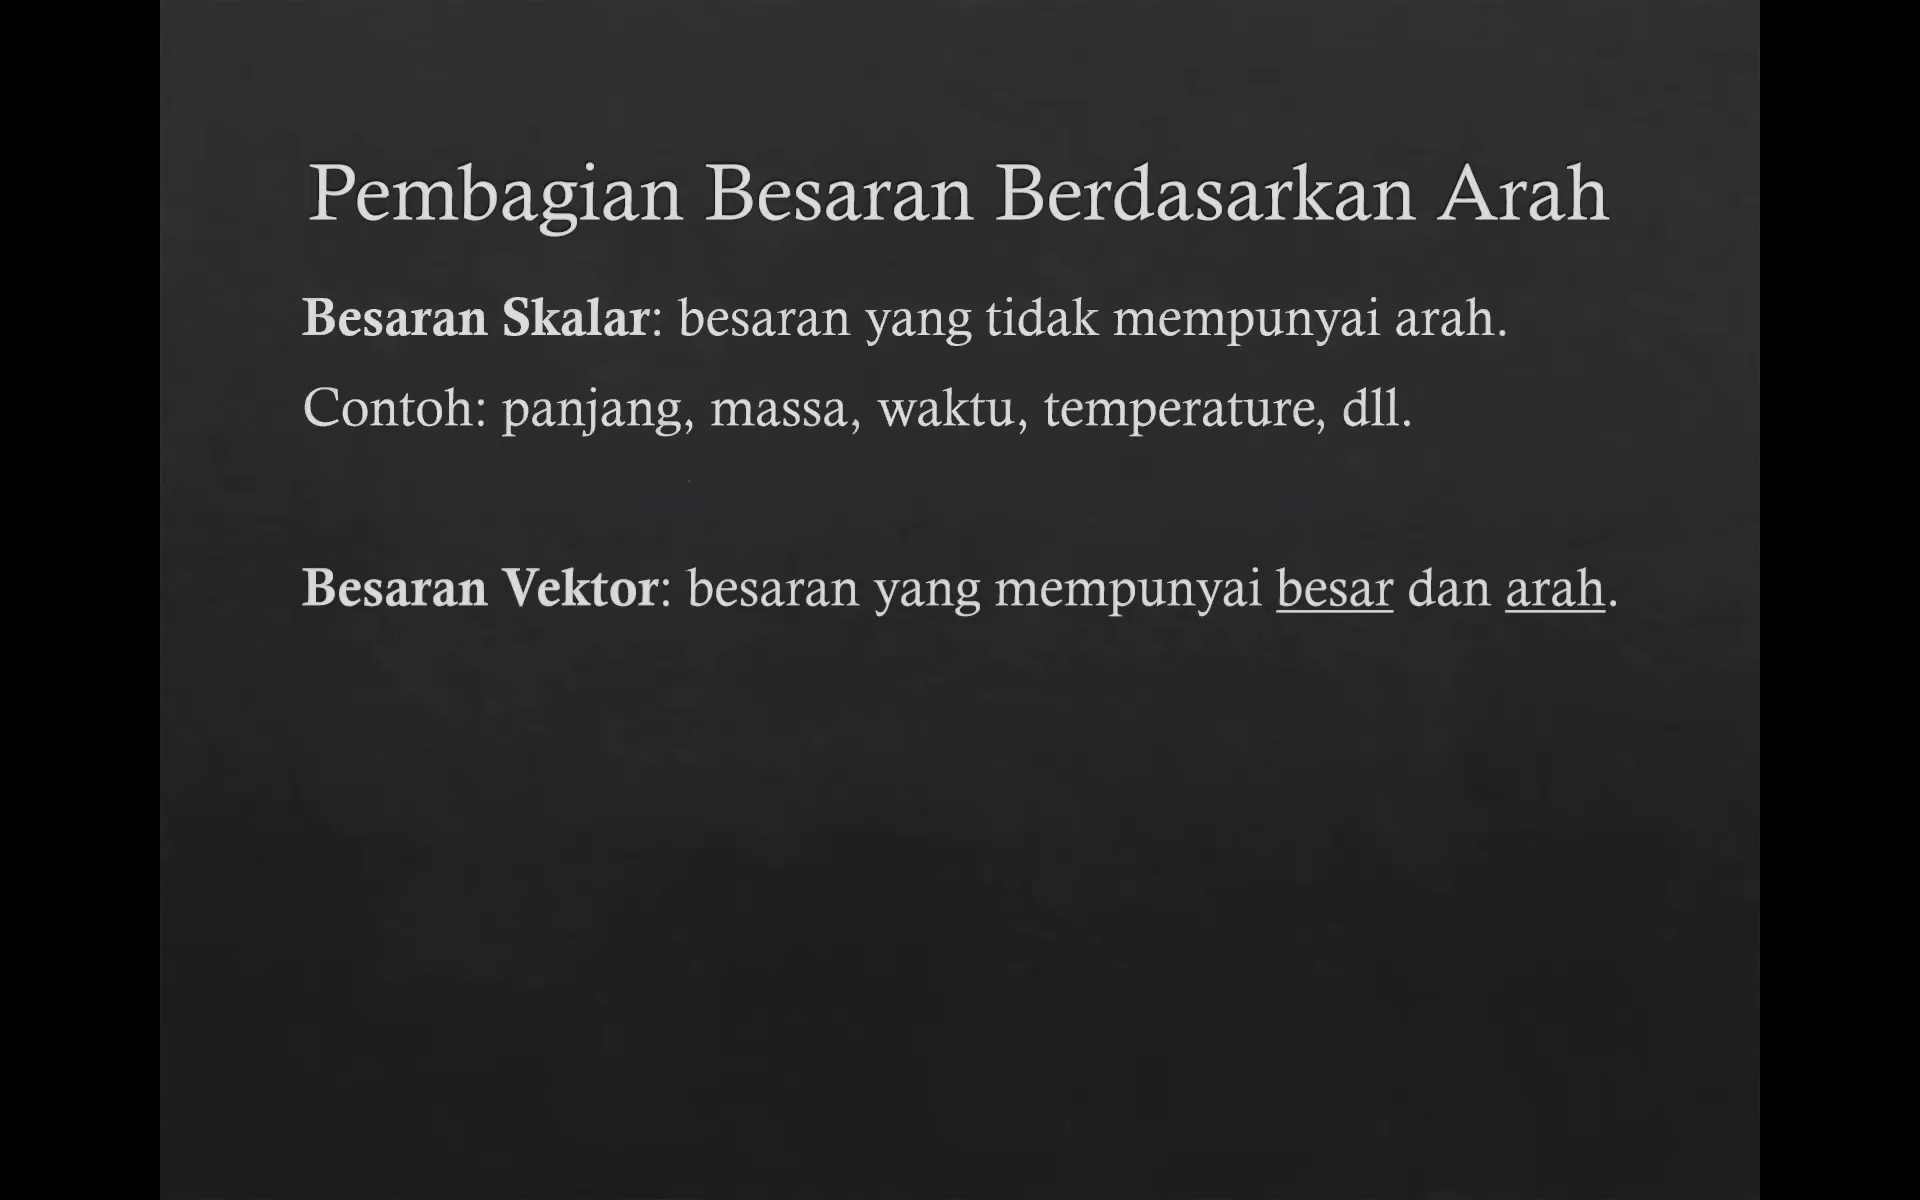 Pembagian Besaran Berdasarkan Arah
Besaran Skalar: besaran yang tidak mempunyai arah.
Contoh: panjang, massa, waktu, temperature, dll.
Besaran Vektor: besaran yang mempunyai besar dan arah.